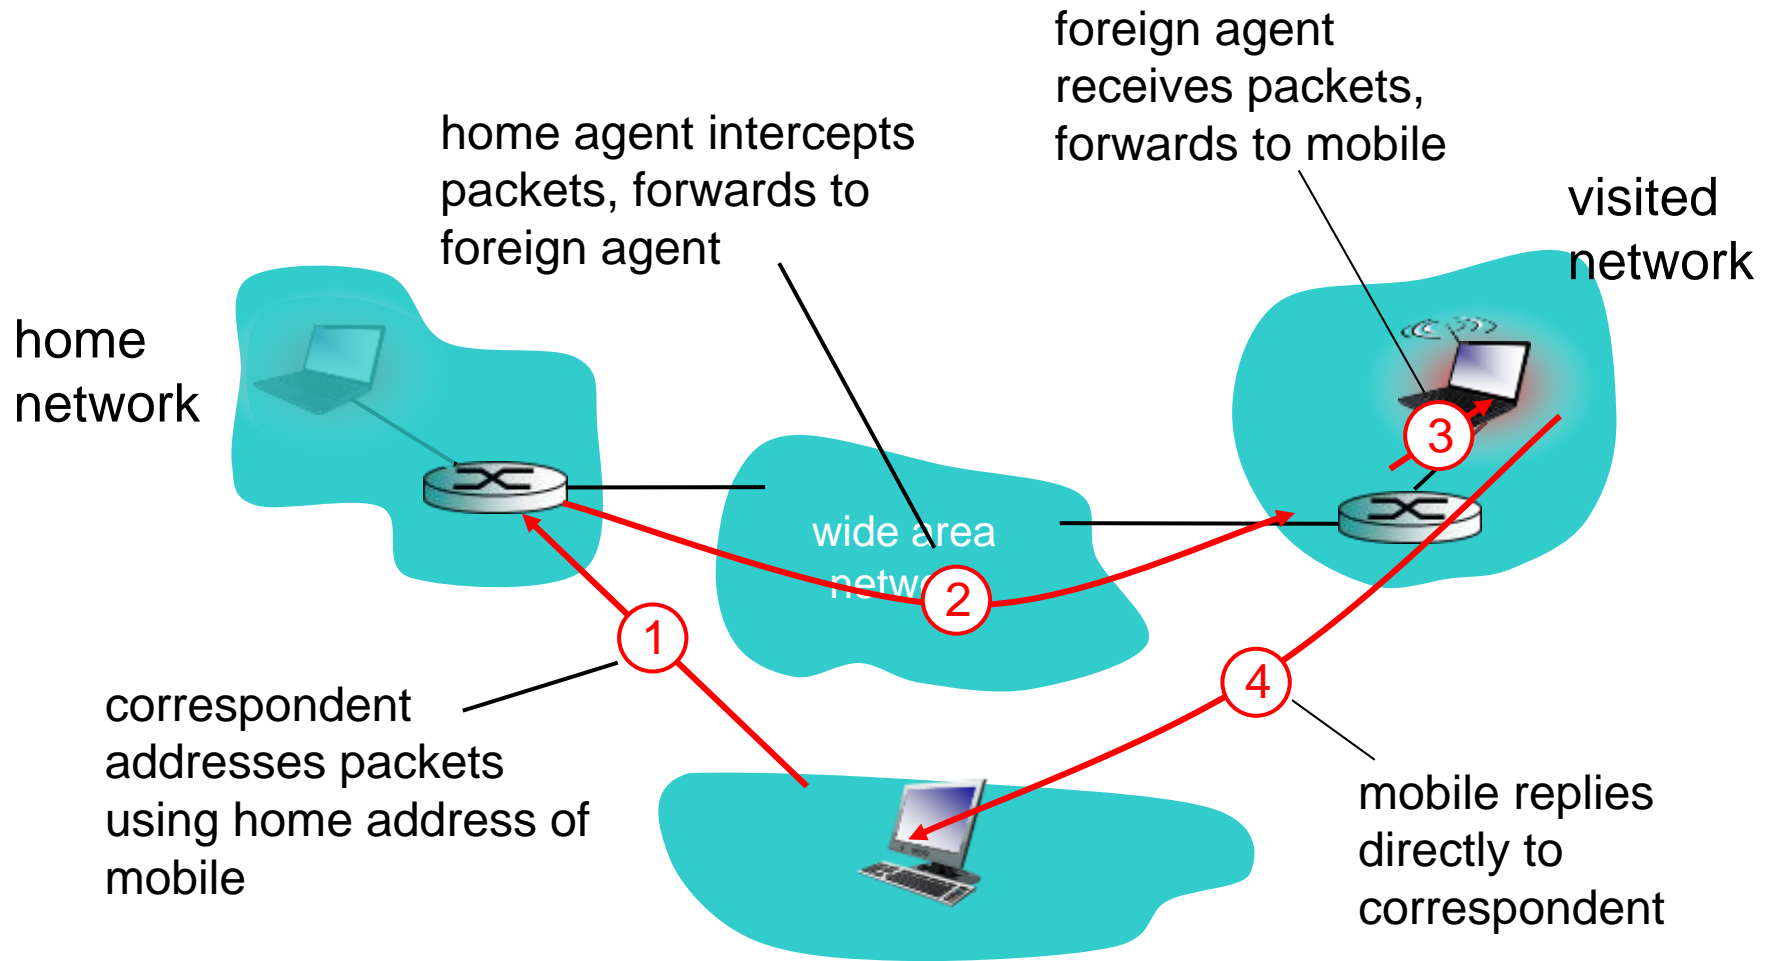 foreign agent
receives packets,
forwards to mobile
home agent intercepts
packets, forwards to
foreign agent
visited
network
home
network
3
wide area
2
1
4
correspondent
addresses packets
using home address of
mobile
mobile replies
directly to
correspondent